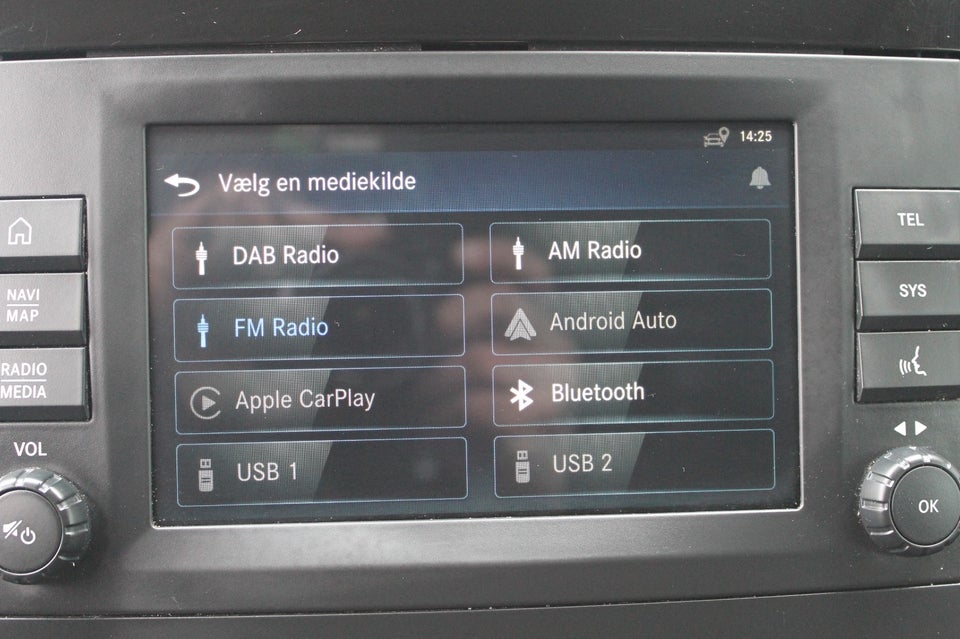 14:25
Vælg en mediekilde
DAB Radio
AM Radio
FM Radio
Android Auto
Apple CarPlay
Bluetooth
USB 1
USB 2
NAVI
MAP
RADIO
MEDIA
VOL
TEL
SYS
OK